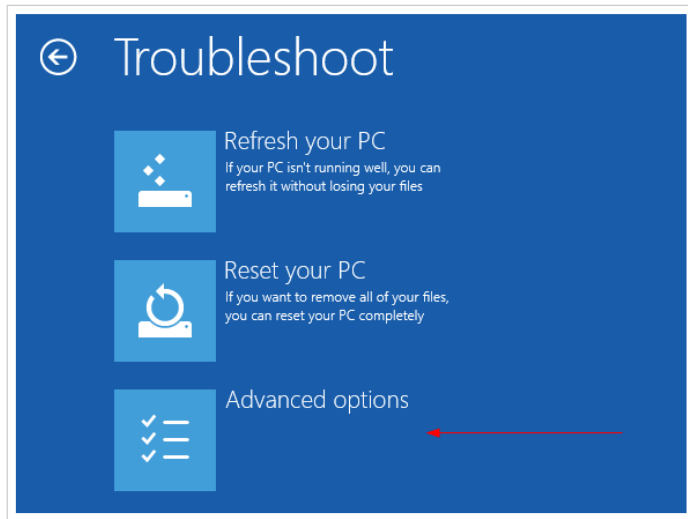 Troubleshoot
Refresh your PC
If your PC isn't running well, you can
refresh it without losing your files
Reset your PC
If you want to remove all of your files,
you can reset your PC completely
Advanced options